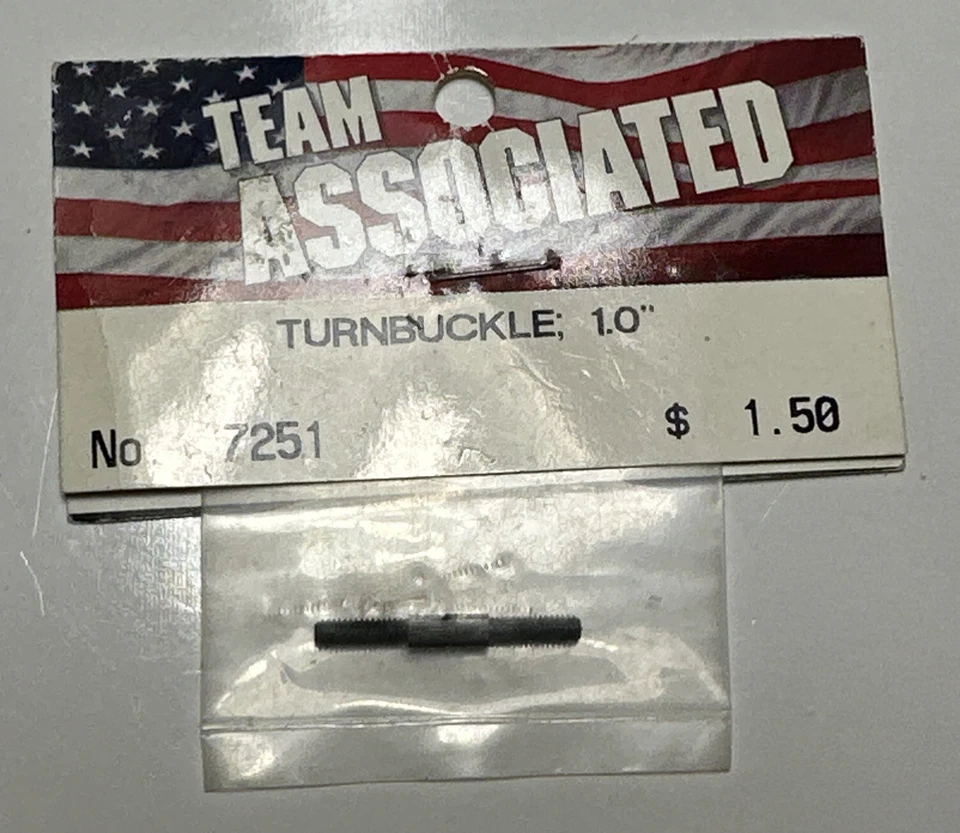 TEAM
ASSOCIATED
TURNBUCKLE; 1.0"
No 7251 $ 1.50